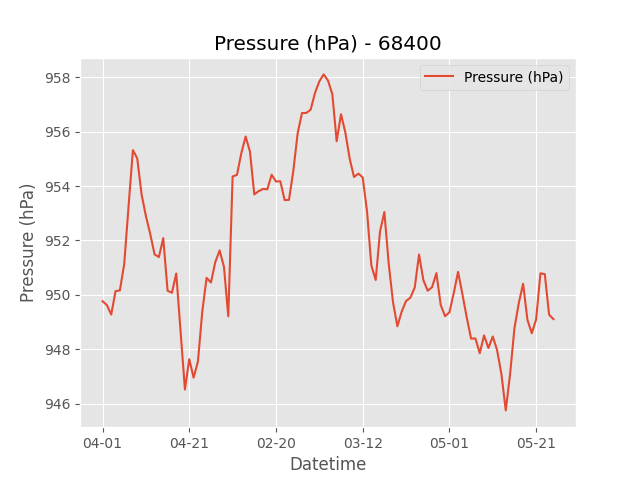 Pressure (hPa) - 68400
Pressure (hPa)
958
956
954
952
950
948
946
Pressure (hPa)
04-01 04-21 02-20 03-12 05-01 05-21
Datetime